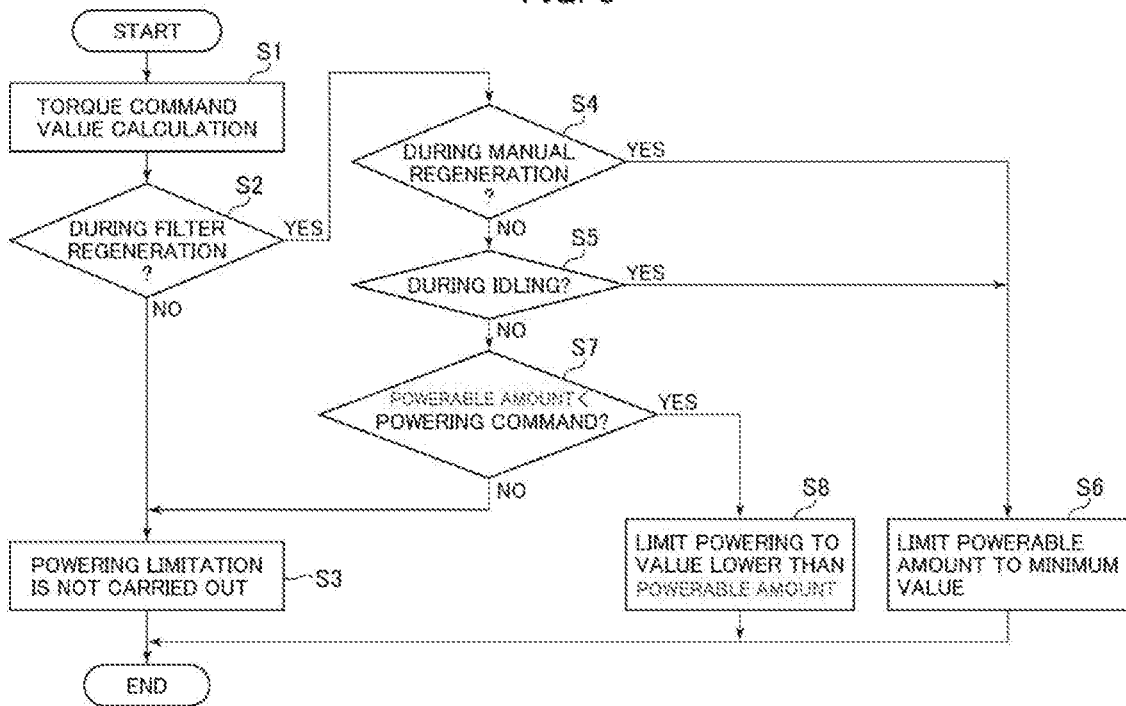 START
S1
TORQUE COMMAND
VALUE CALCULATION
S2
DURING FILTER
REGENERATION
?
YES
NO
S4
DURING MANUAL
REGENERATION
?
YES
NO
S5
DURING IDLING?
YES
NO
S7
POWERABLE AMOUNT <
POWERING COMMAND?
YES
NO
S8
LIMIT POWERING TO
VALUE LOWER THAN
POWERABLE AMOUNT
S6
LIMIT POWERABLE
AMOUNT TO MINIMUM
VALUE
POWERING LIMITATION
IS NOT CARRIED OUT
S3
END